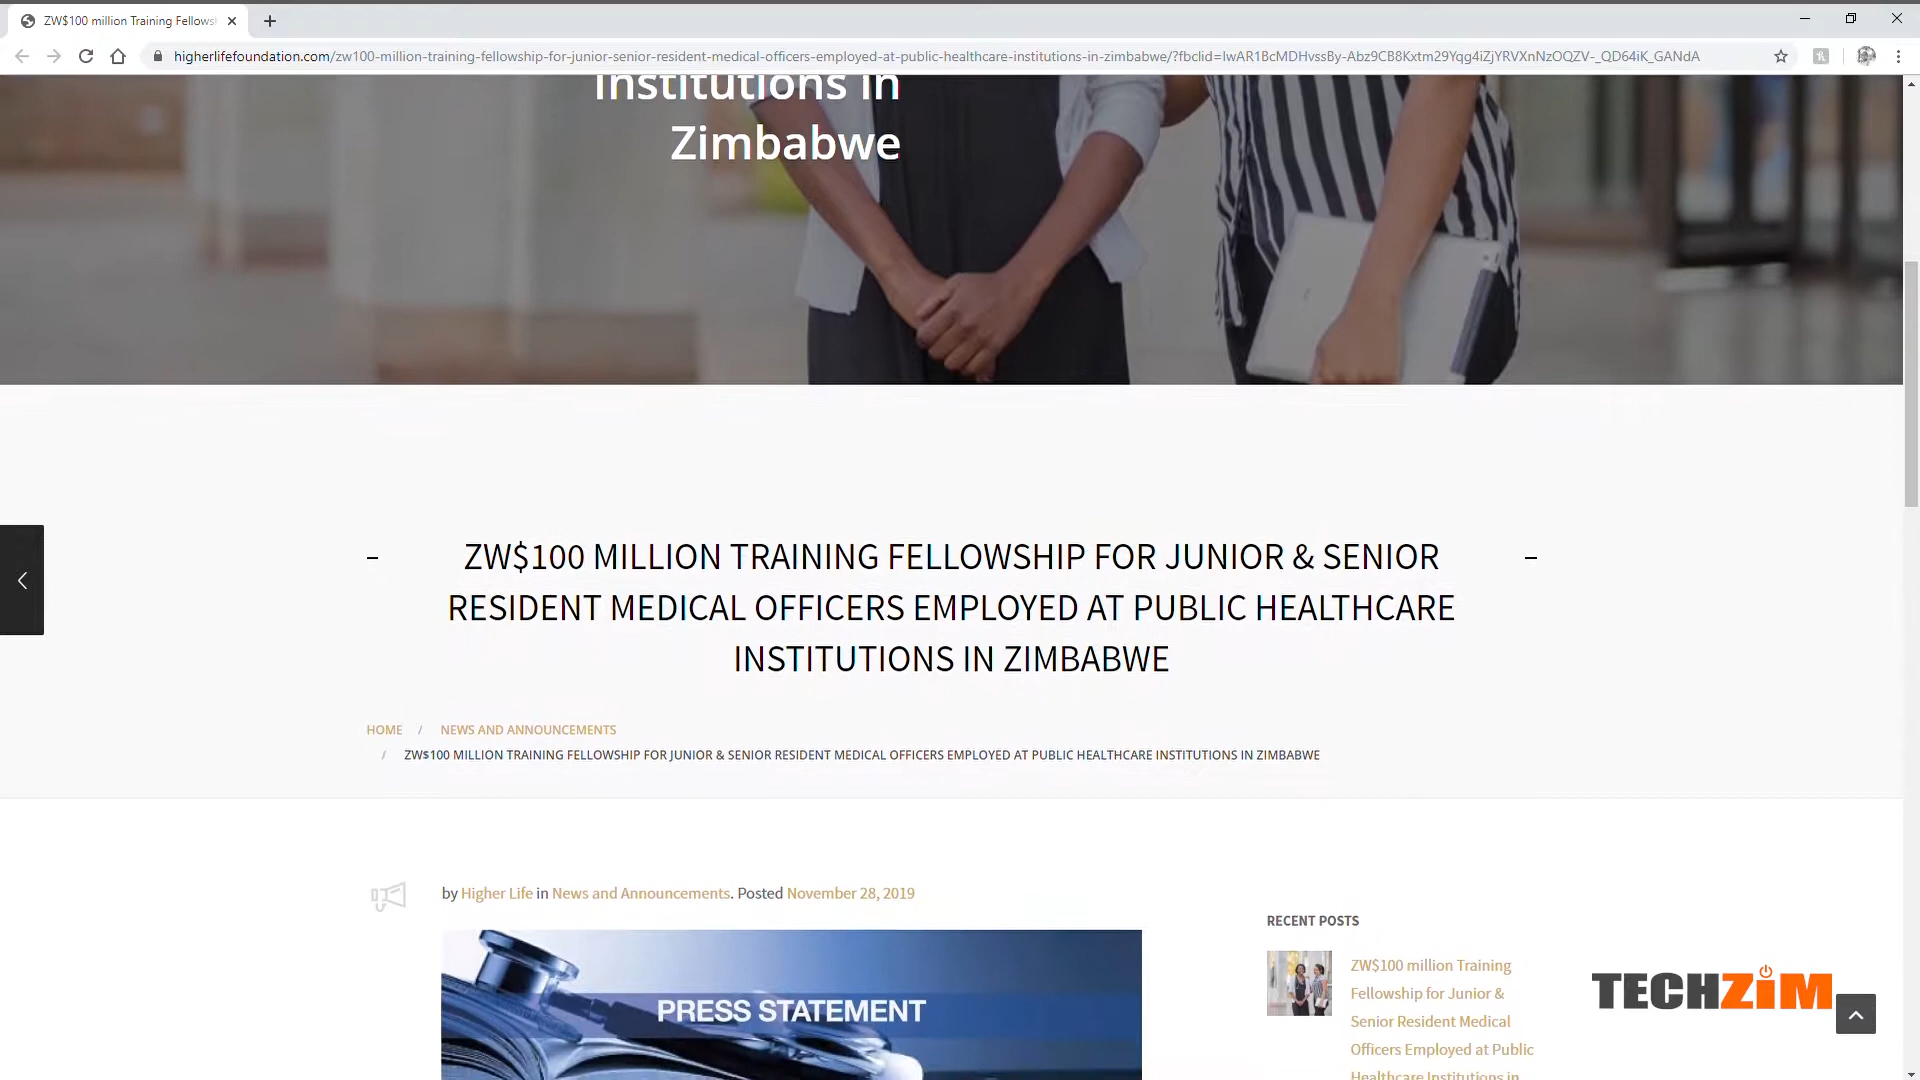 ZW$100 million Training Fellows
higherlifefoundation.com/zw100-million-training-fellowship-for-junior-senior-resident-medical-officers-employed-at-public-healthcare-institutions-in-zimbabwe/?fbclid=IwAR1BcMDHvssBy-Abz9CB8Kxtm29Yqg4iZjYRVXnNzOQZV-_QD64iK_GANdA
Institutions in
Zimbabwe
ZW$100 MILLION TRAINING FELLOWSHIP FOR JUNIOR & SENIOR
RESIDENT MEDICAL OFFICERS EMPLOYED AT PUBLIC HEALTHCARE
INSTITUTIONS IN ZIMBABWE
HOME / NEWS AND ANNOUNCEMENTS
/ ZW$100 MILLION TRAINING FELLOWSHIP FOR JUNIOR & SENIOR RESIDENT MEDICAL OFFICERS EMPLOYED AT PUBLIC HEALTHCARE INSTITUTIONS IN ZIMBABWE
by Higher Life in News and Announcements. Posted November 28, 2019
PRESS STATEMENT
RECENT POSTS
ZW$100 million Training
Fellowship for Junior &
Senior Resident Medical
Officers Employed at Public
Healthcare Institutions in
TECHZiM